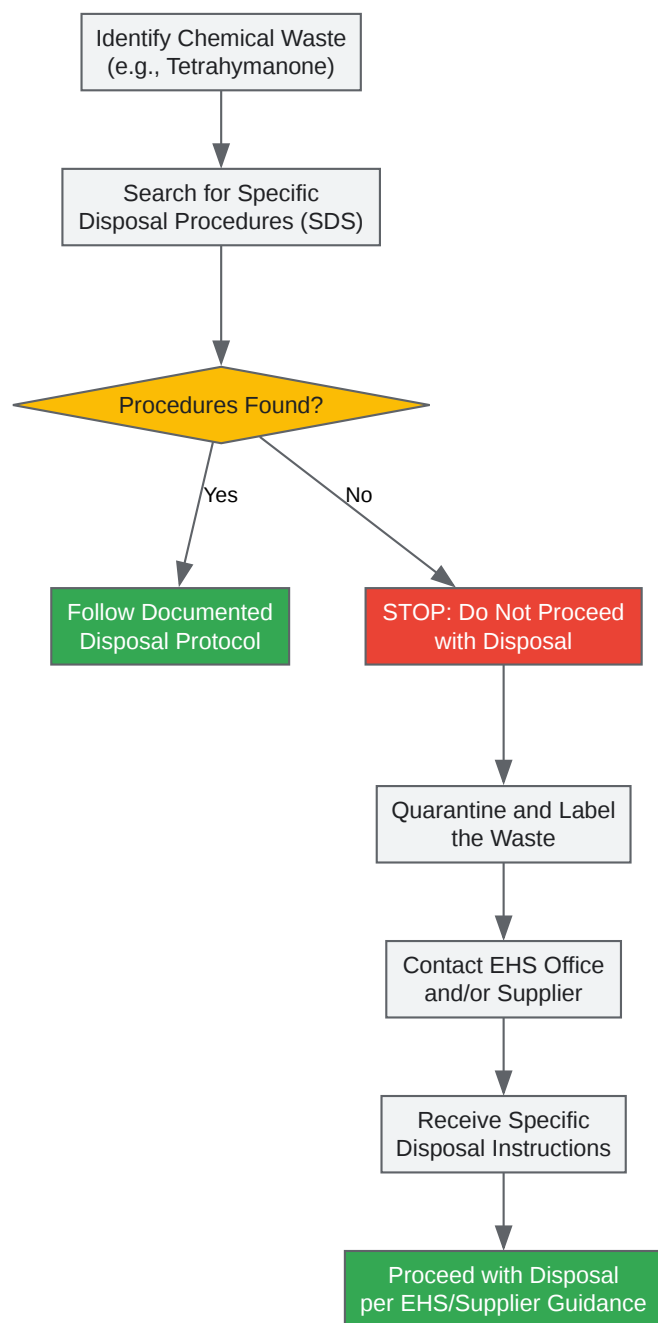 Identify Chemical Waste
(e.g., Tetrahymanone)
Search for Specific
Disposal Procedures (SDS)
Procedures Found?
Yes
No
Follow Documented
Disposal Protocol
STOP: Do Not Proceed
with Disposal
Quarantine and Label
the Waste
Contact EHS Office
and/or Supplier
Receive Specific
Disposal Instructions
Proceed with Disposal
per EHS/Supplier Guidance